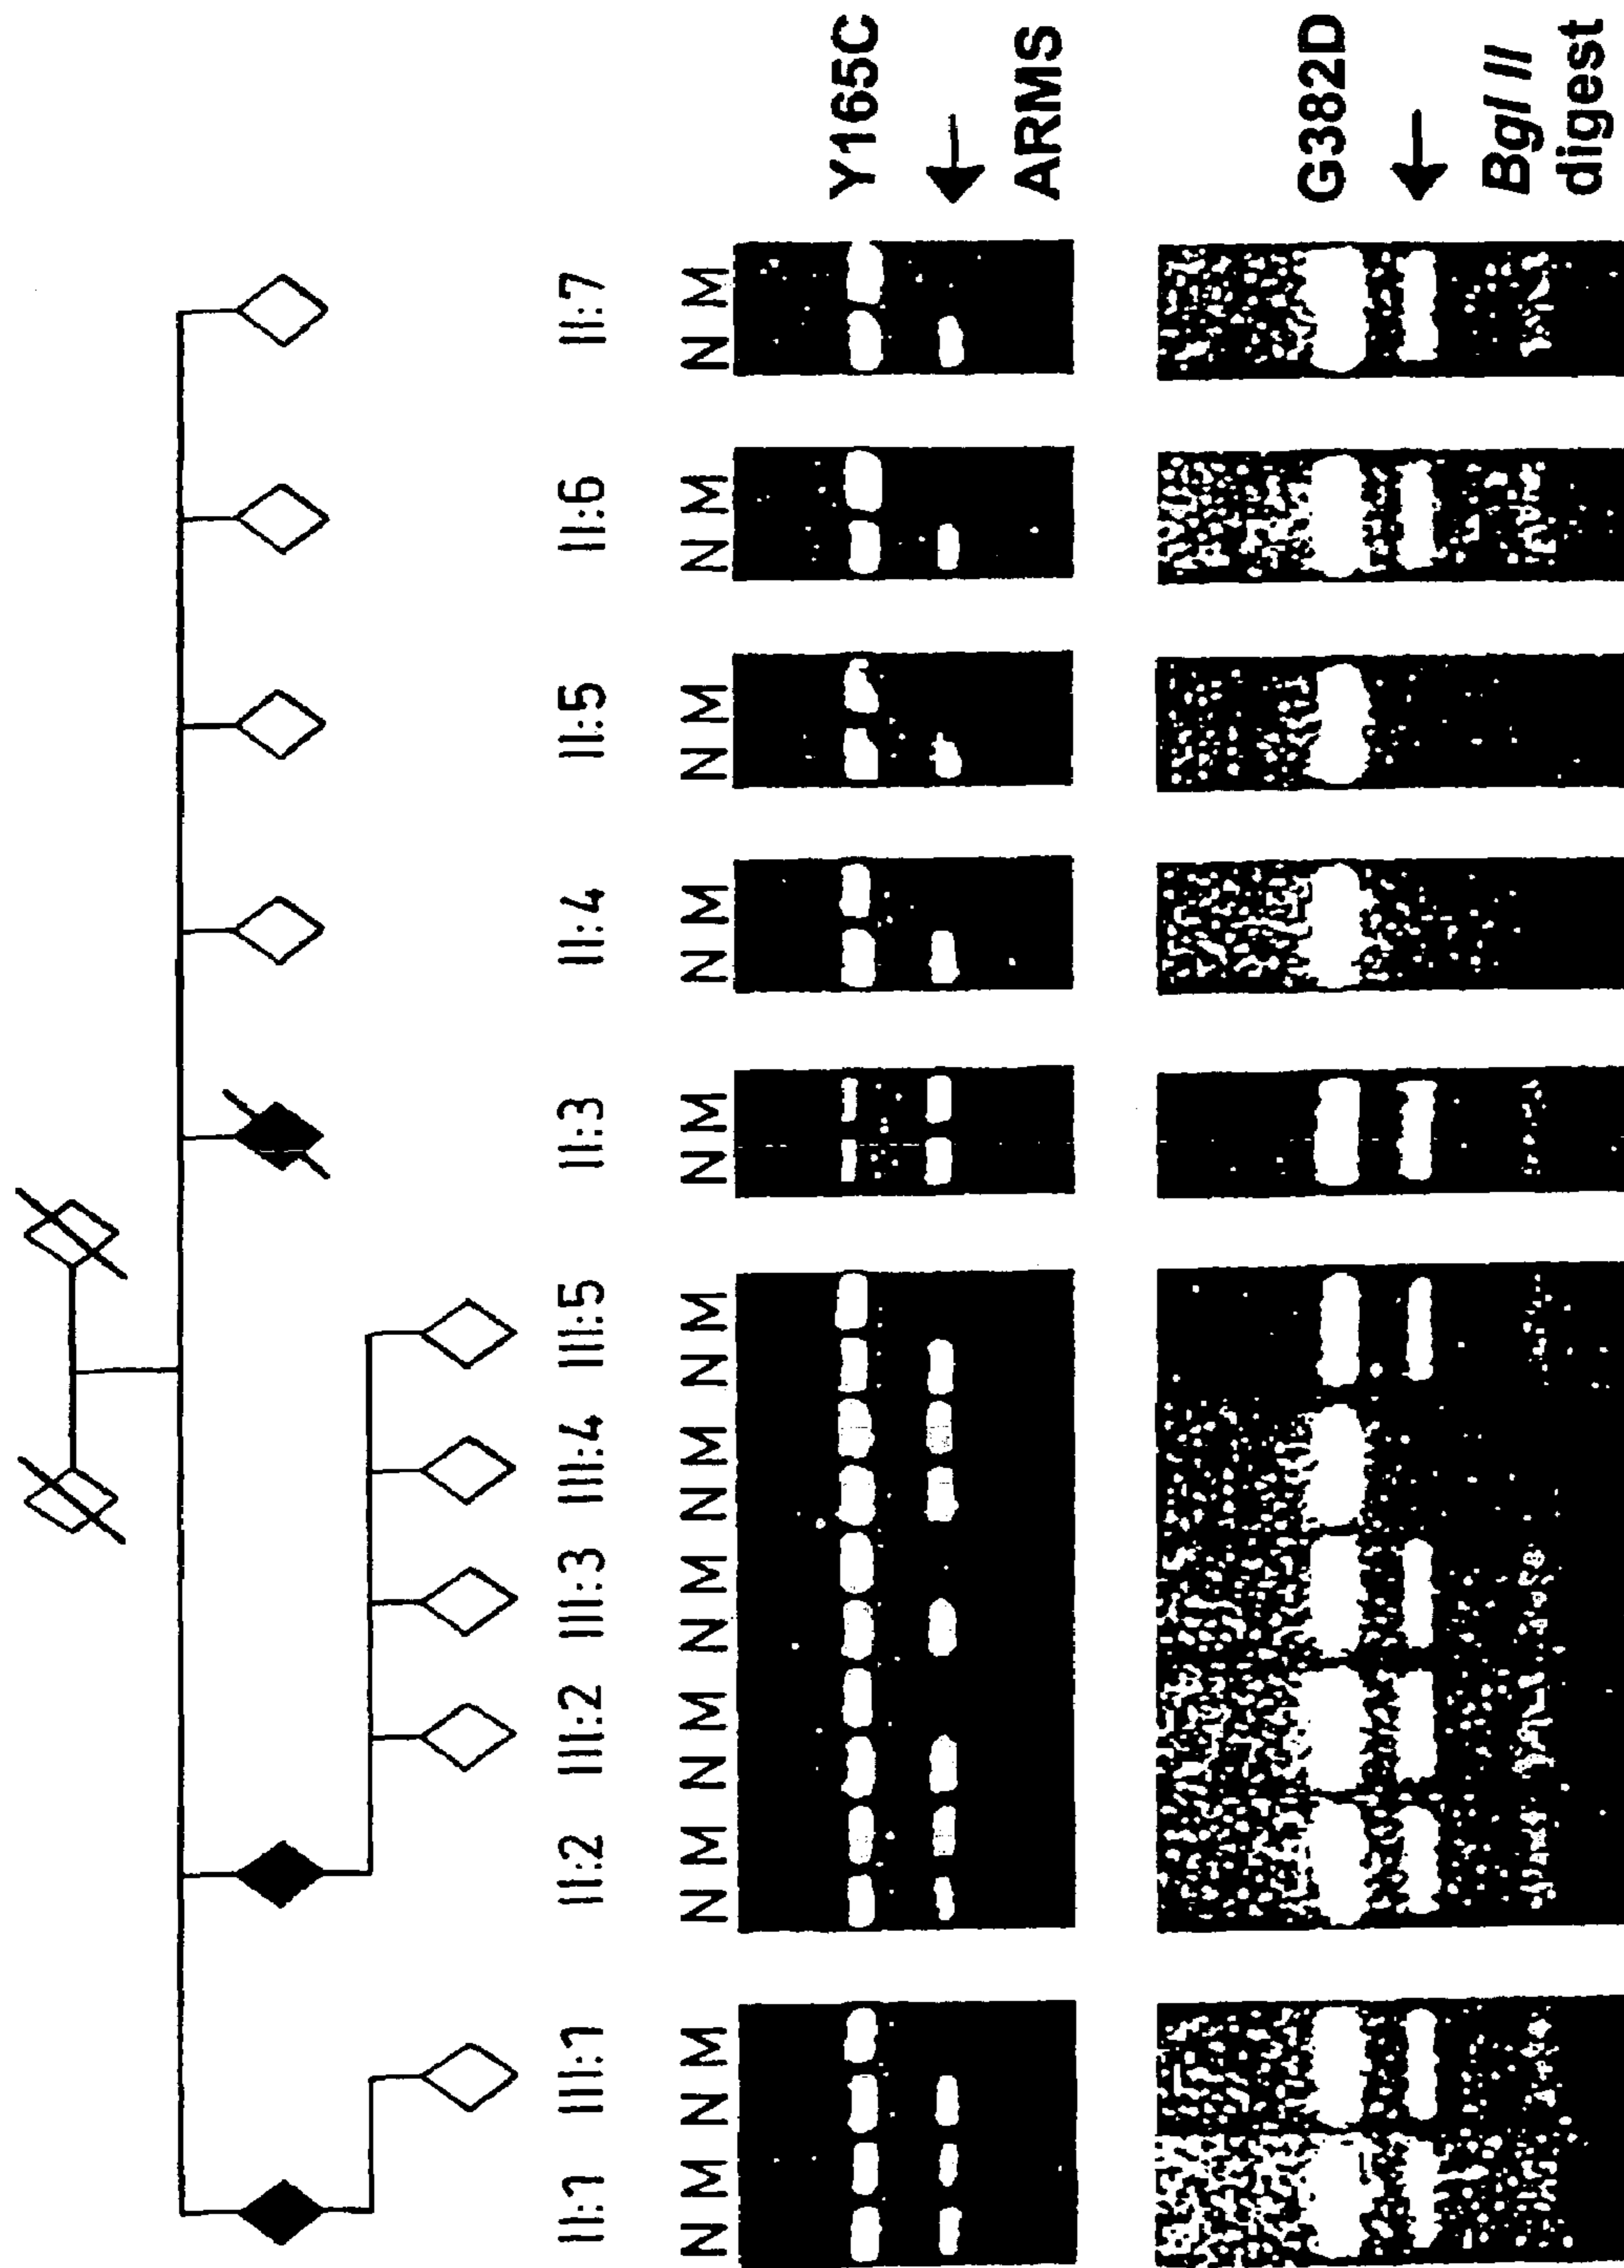 II:1 III:1 II:2 III:2 III:3 III:4 III:5 II:3 II:4 II:5 II:6 II:7
N M N M N M N M N M N M N M N M N M N M N M N M
Y165C
ARMS
G382D
Bgl II
digest